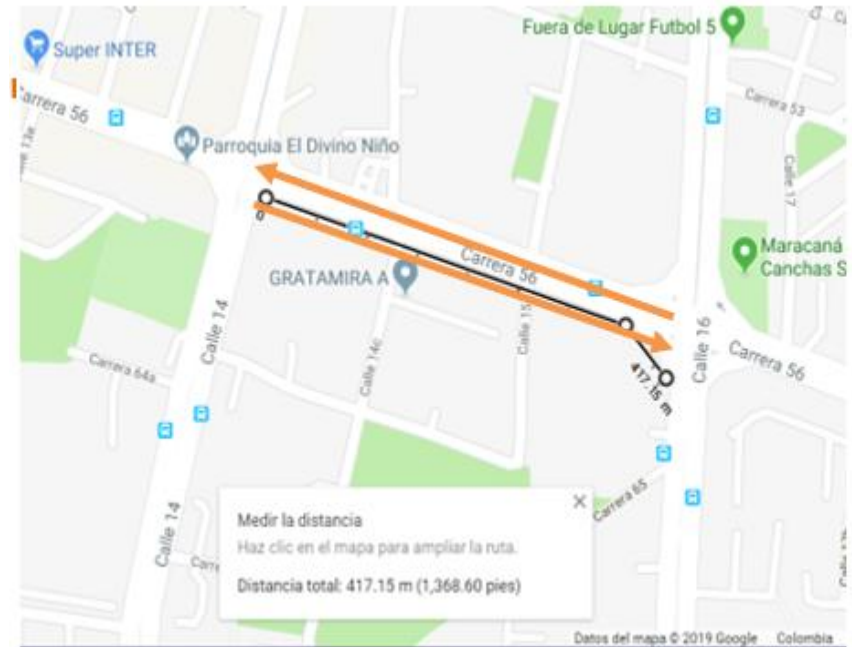 Fuera de Lugar Futbol 5
Super INTER
Carrera 56
Carrera 53
Parroquia El Divino Niño
Calle 17
Maracaná
Canchas S
0
Carrera 56
GRATAMIRA A
Calle 14
Calle 15
Calle 16
Carrera 56
Calle 14c
Carrera 64a
417.15 m
Carrera 65
Medir la distancia
Haz clic en el mapa para ampliar la ruta.
Distancia total: 417.15 m (1,368.60 pies)
Calle 14
Datos del mapa © 2019 Google Colombia